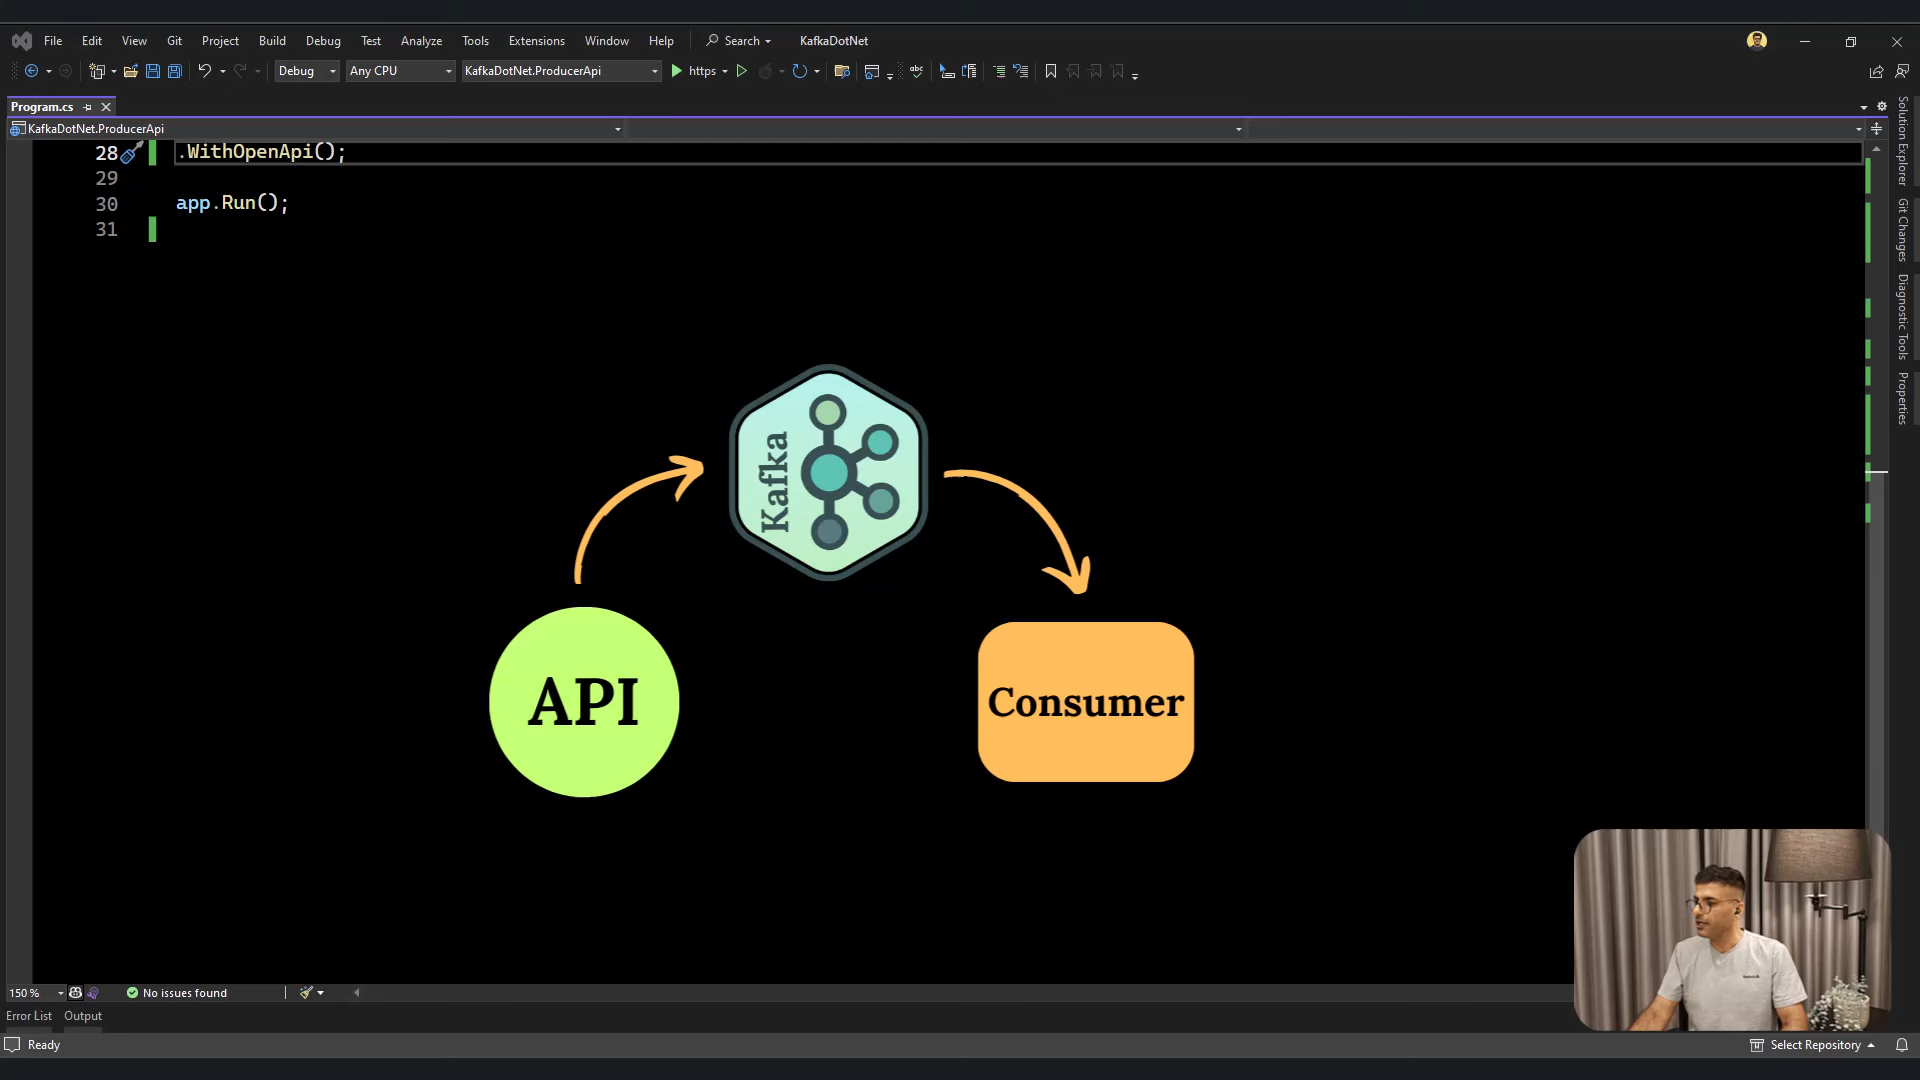 File Edit View Git Project Build Debug Test Analyze Tools Extensions Window Help Search KafkaDotNet
Debug Any CPU KafkaDotNet.ProducerApi https
Program.cs
KafkaDotNet.ProducerApi
28 .WithOpenApi();
29
30 app.Run();
31
Kafka
API
Consumer
Solution Explorer
Git Changes
Diagnostic Tools
Properties
150 % No issues found
Error List Output
Ready Select Repository